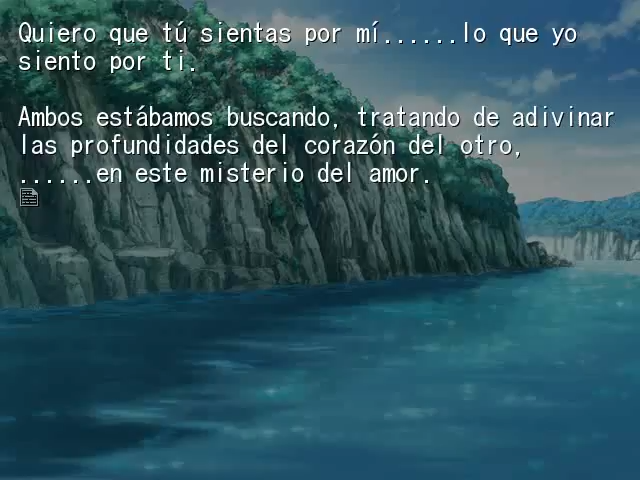 Quiero que tú sientas por mí......lo que yo
siento por ti.
Ambos estábamos buscando, tratando de adivinar
las profundidades del corazón del otro,
......en este misterio del amor.